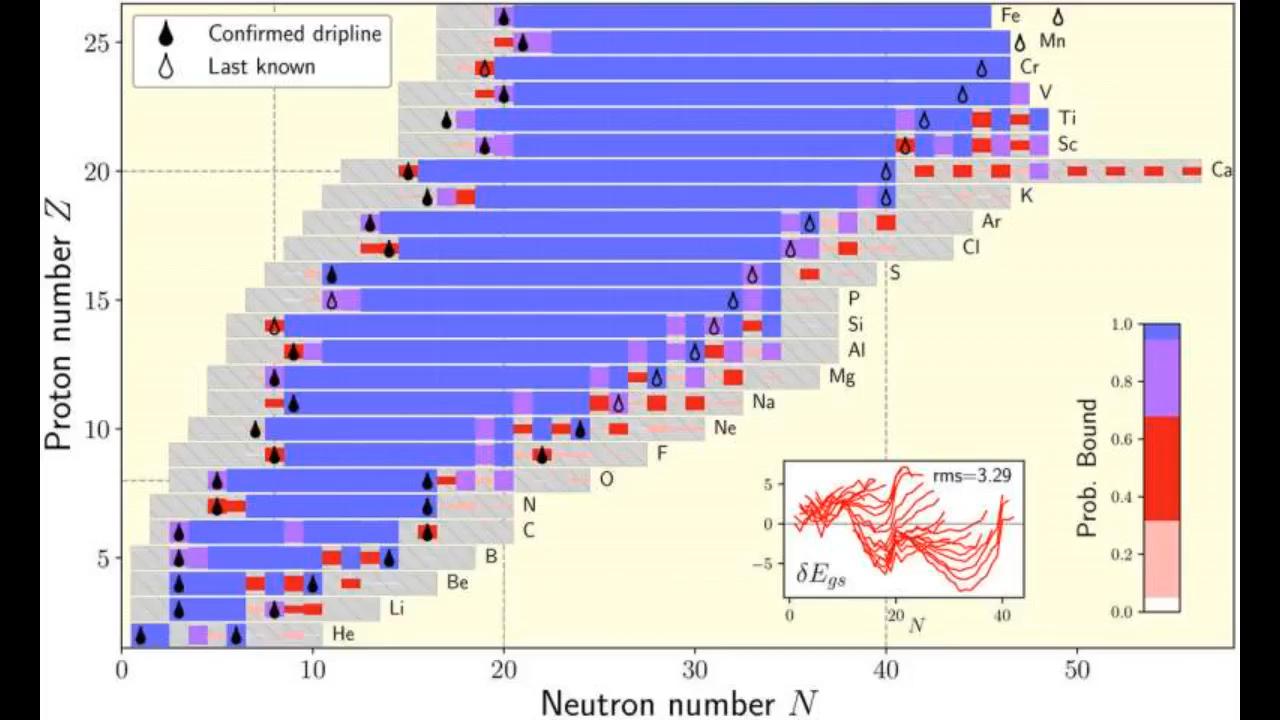 Confirmed dripline
Last known
Fe
Mn
Cr
V
Ti
Sc
Ca
K
Ar
Cl
S
P
Si
Al
Mg
Na
Ne
F
O
N
C
B
Be
Li
He
25
20
15
10
5
Proton number Z
0
10
20
30
40
50
Neutron number N
rms=3.29
δE_gs
5
0
−5
0
20
40
N
Prob. Bound
1.0
0.8
0.6
0.4
0.2
0.0